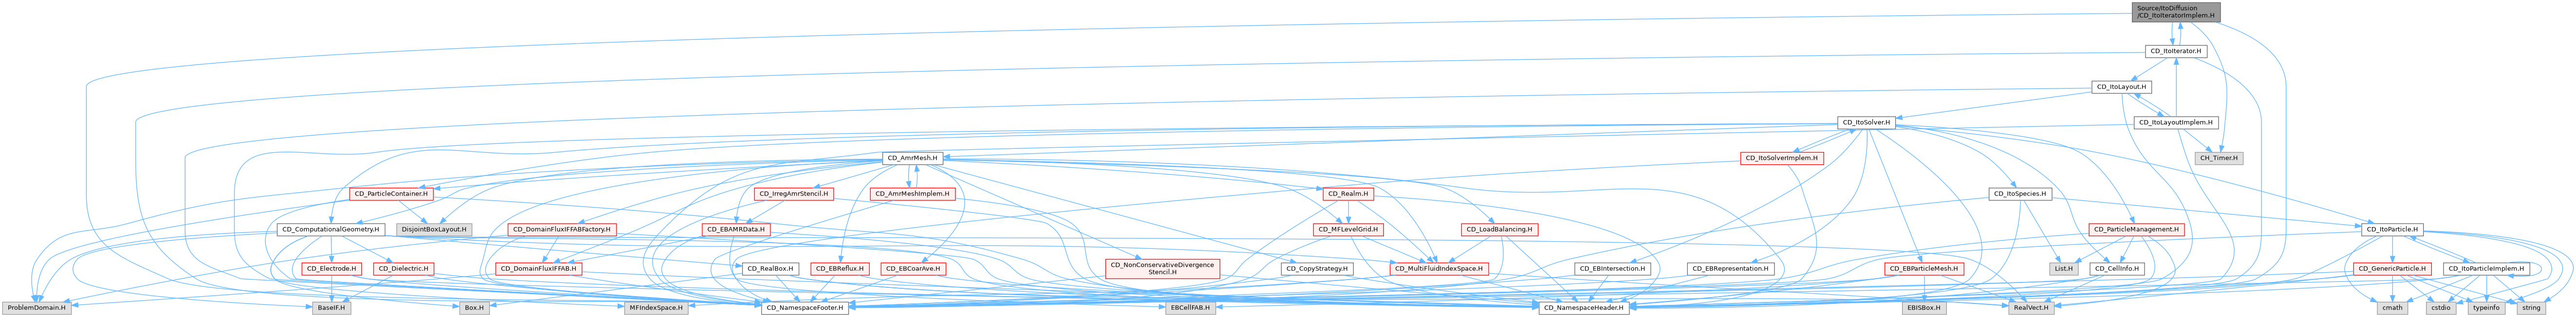 Source/ItoDiffusion
/CD_ItoIteratorImplem.H
CD_ItoIterator.H
CD_ItoLayout.H
CD_ItoSolver.H
CD_ItoLayoutImplem.H
CD_AmrMesh.H
CD_ItoSolverImplem.H
CH_Timer.H
CD_ParticleContainer.H
CD_IrregAmrStencil.H
CD_AmrMeshImplem.H
CD_Realm.H
CD_ItoSpecies.H
DisjointBoxLayout.H
CD_ComputationalGeometry.H
CD_DomainFluxIFFABFactory.H
CD_EBAMRData.H
CD_MFLevelGrid.H
CD_LoadBalancing.H
CD_ParticleManagement.H
CD_ItoParticle.H
CD_Electrode.H
CD_Dielectric.H
CD_DomainFluxIFFAB.H
CD_RealBox.H
CD_EBReflux.H
CD_EBCoarAve.H
CD_NonConservativeDivergence
Stencil.H
CD_CopyStrategy.H
CD_MultiFluidIndexSpace.H
CD_EBIntersection.H
CD_EBRepresentation.H
CD_EBParticleMesh.H
List.H
CD_CellInfo.H
CD_GenericParticle.H
CD_ItoParticleImplem.H
ProblemDomain.H
BaseIF.H
Box.H
MFIndexSpace.H
CD_NamespaceFooter.H
EBCellFAB.H
CD_NamespaceHeader.H
EBISBox.H
RealVect.H
cmath
cstdio
typeinfo
string